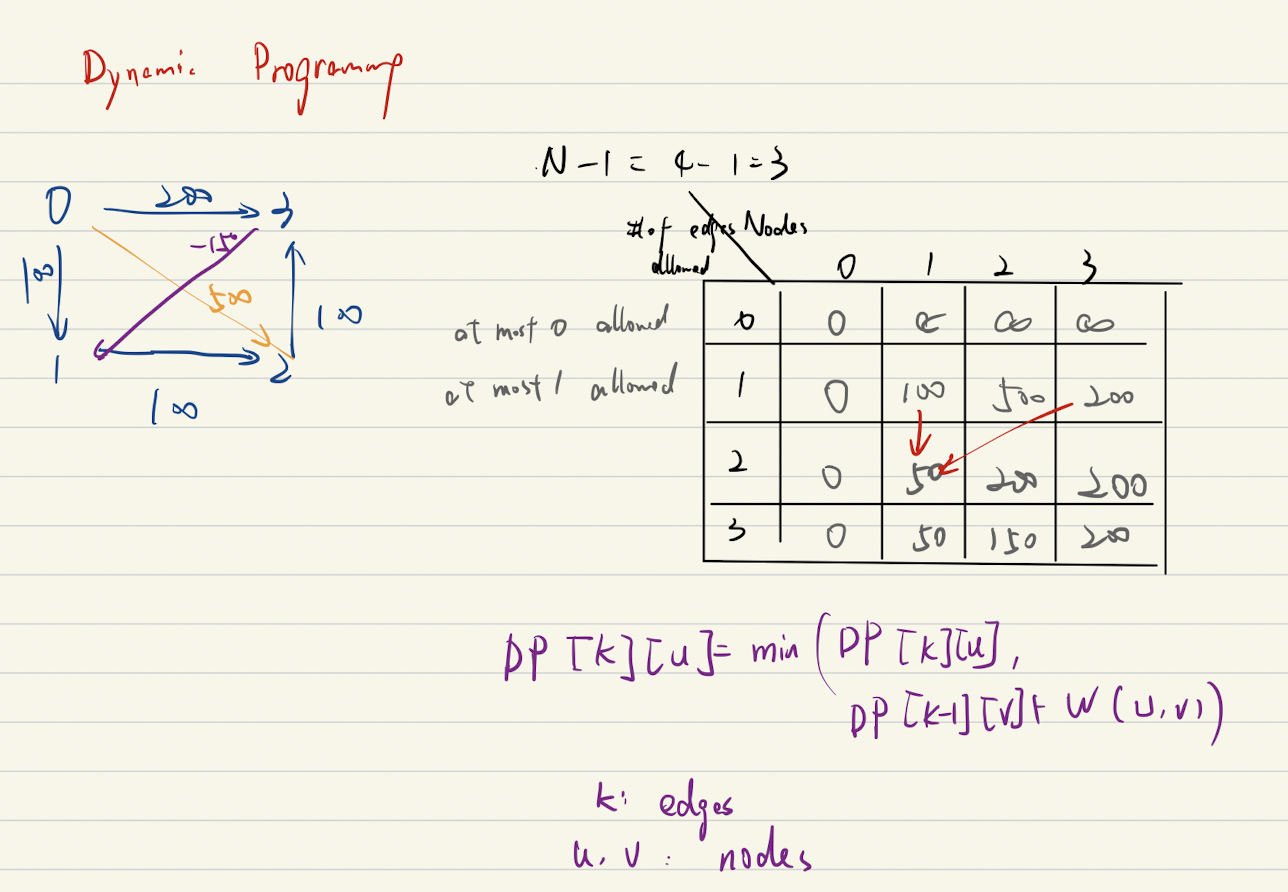 Dynamic Programmp
N-1 = 4-1=3
0 200 3
-150
100
500
100
1 2
100
# of edges Nodes
allowed
0 1 2 3
at most 0 allowed 0 0 ∞ ∞ ∞
at most 1 allowed 1 0 100 500 200
2 0 50 200 200
3 0 50 150 200
DP [k][u]= min (DP [k][u],
DP [k-1][v]+ W(u,v))
k: edges
u, v: nodes